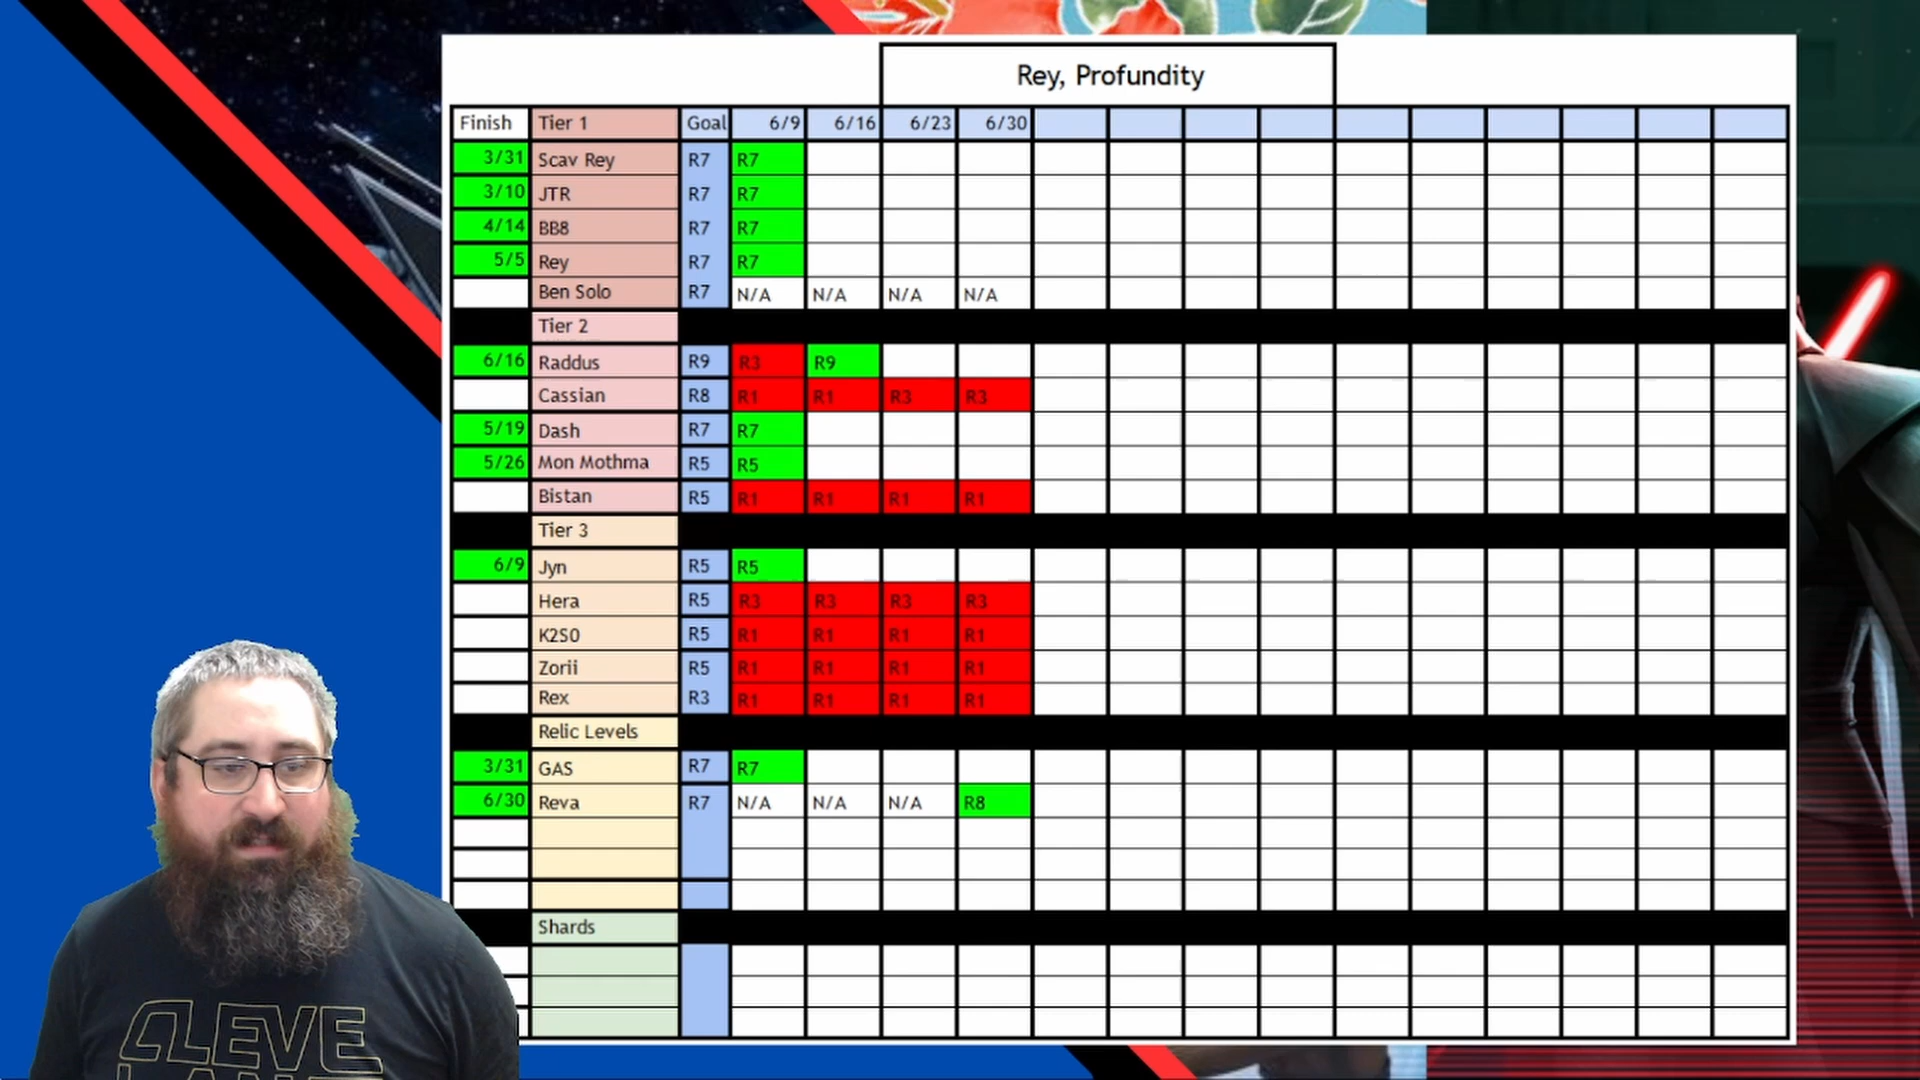 Rey, Profundity
Finish Tier 1 Goal 6/9 6/16 6/23 6/30
3/31 Scav Rey R7 R7
3/10 JTR R7 R7
4/14 BB8 R7 R7
5/5 Rey R7 R7
Ben Solo R7 N/A N/A N/A N/A
Tier 2
6/16 Raddus R9 R3 R9
Cassian R8 R1 R1 R3 R3
5/19 Dash R7 R7
5/26 Mon Mothma R5 R5
Bistan R5 R1 R1 R1 R1
Tier 3
6/9 Jyn R5 R5
Hera R5 R3 R3 R3 R3
K2SO R5 R1 R1 R1 R1
Zorii R5 R1 R1 R1 R1
Rex R3 R1 R1 R1 R1
Relic Levels
3/31 GAS R7 R7
6/30 Reva R7 N/A N/A N/A R8
Shards
CLEVE